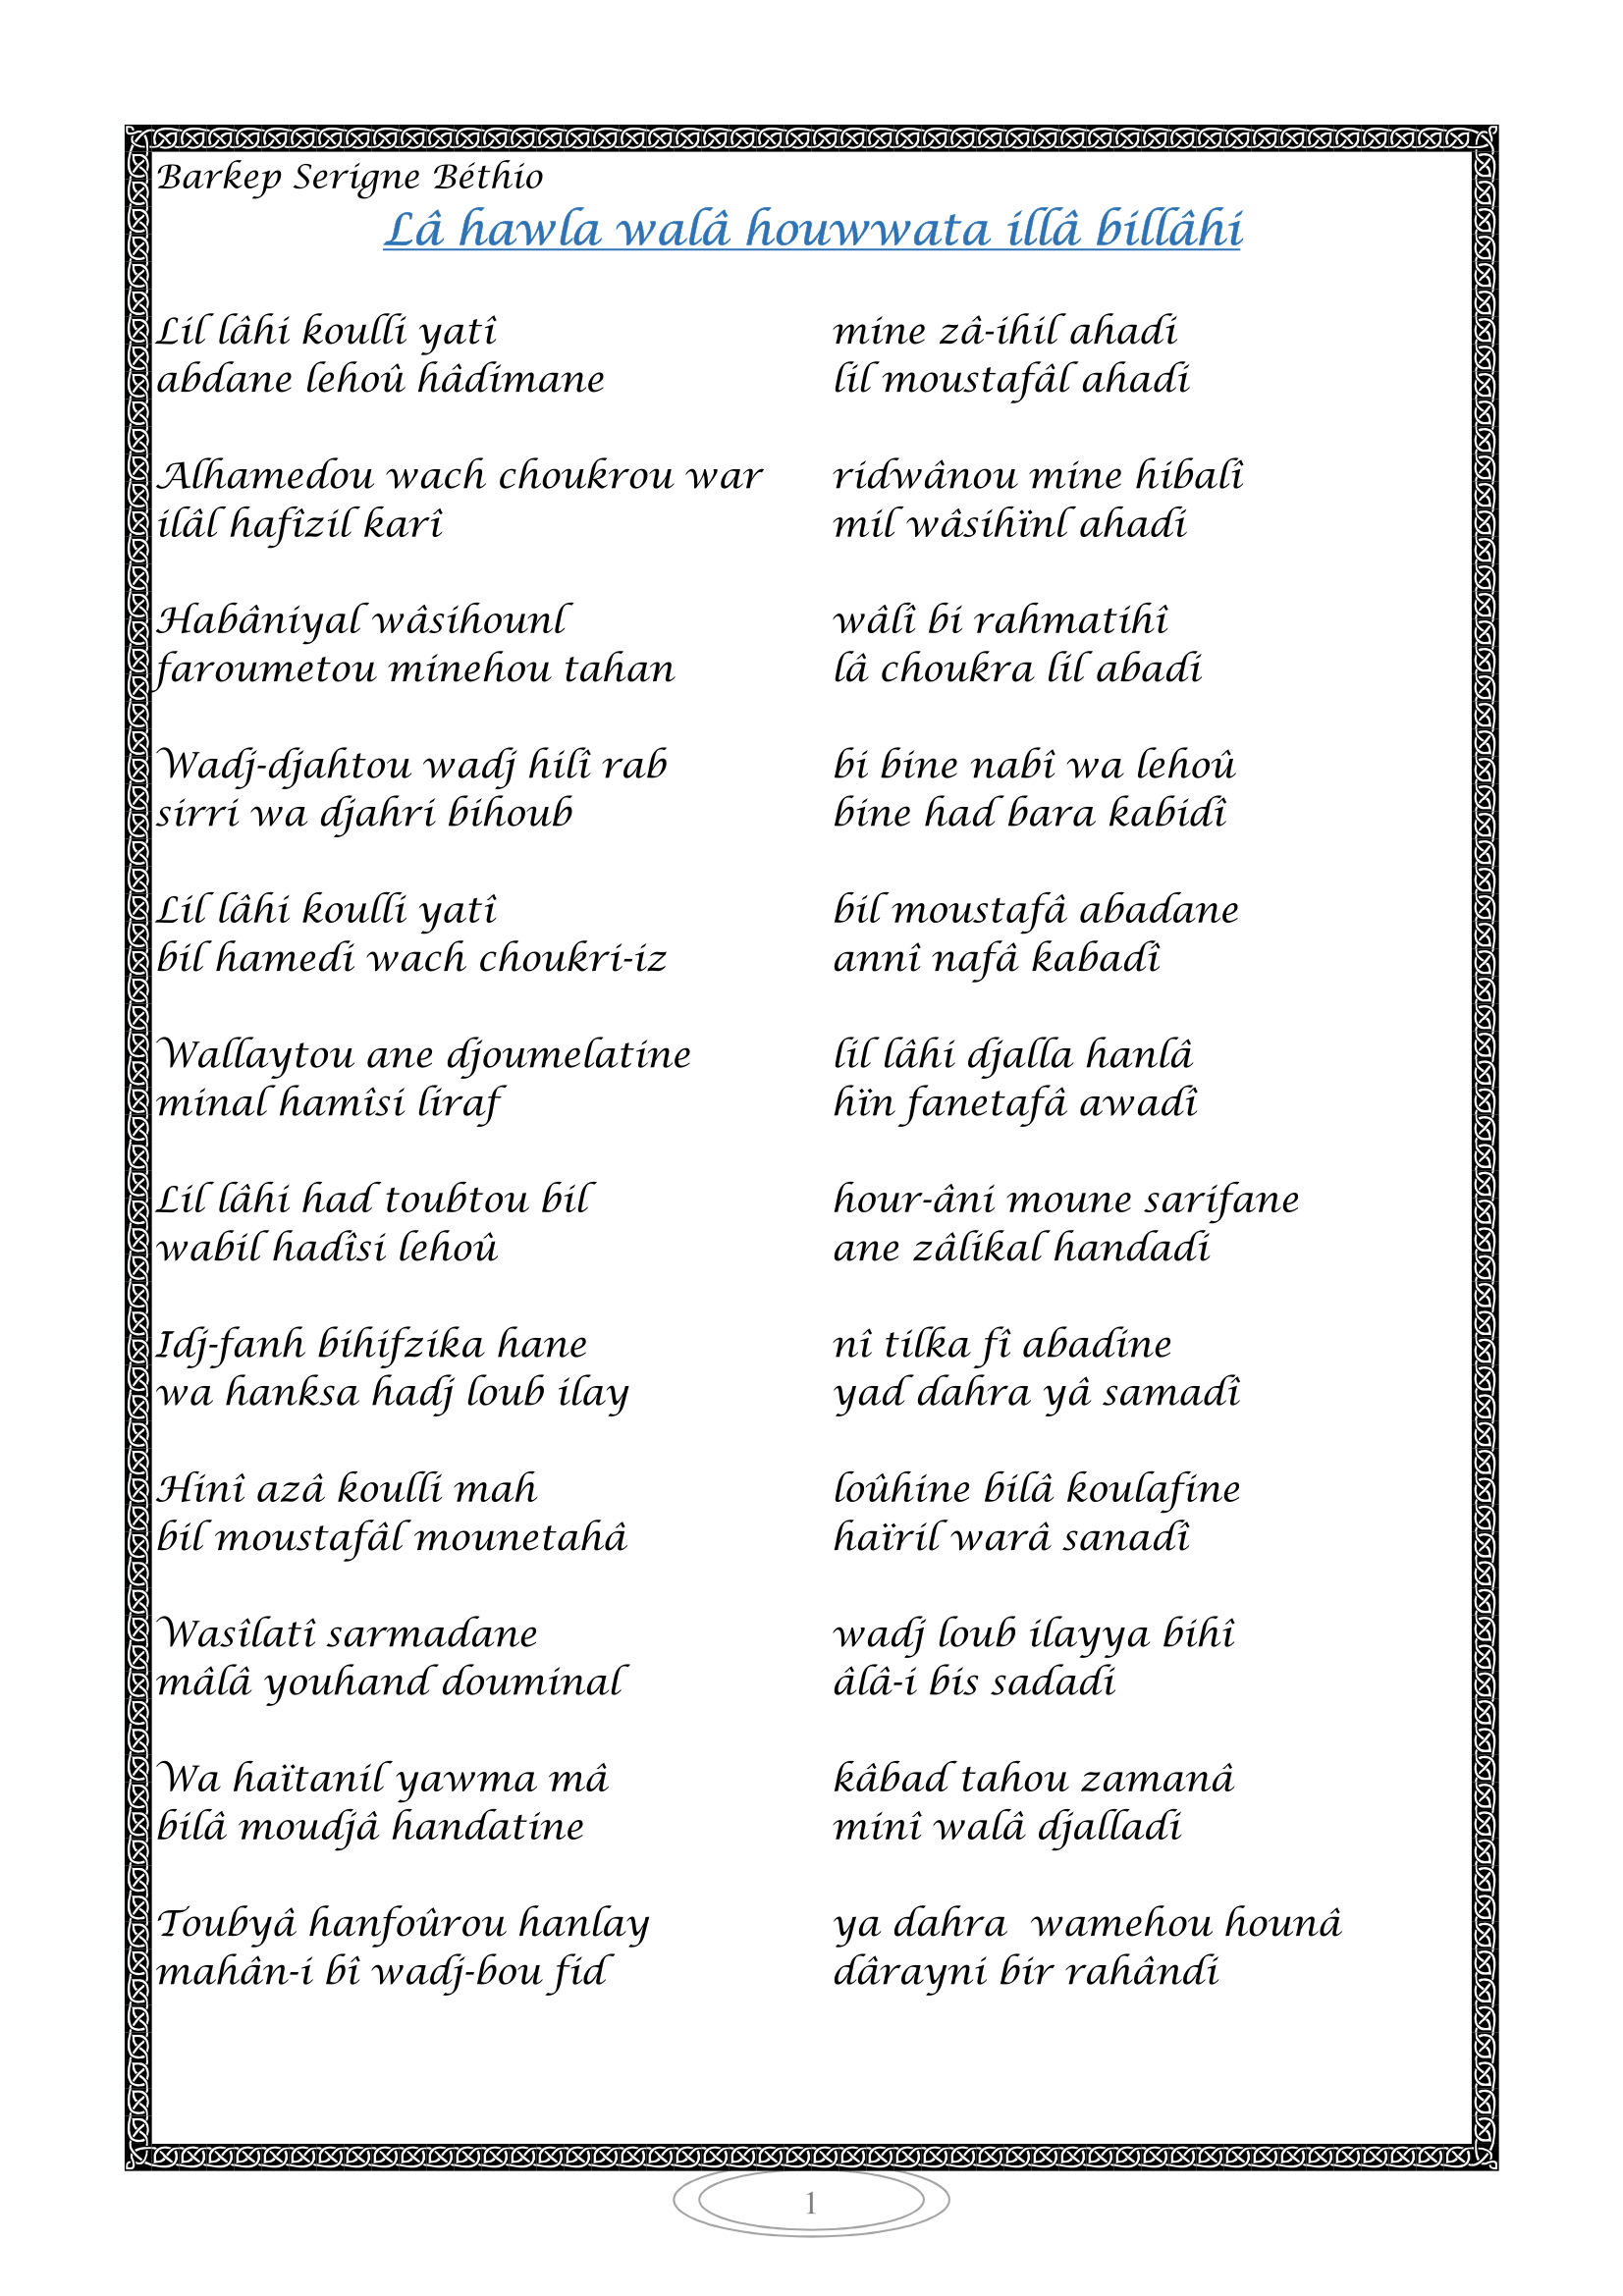 Barkep Serigne Béthio
Lâ hawla walâ houwwata illâ billâhi
Lil lâhi koulli yatî mine zâ-ihil ahadi
abdane lehoû hâdimane lil moustafâl ahadi
Alhamedou wach choukrou war ridwânou mine hibalî
ilâl hafîzil karî mil wâsihïnl ahadi
Habâniyal wâsihounl wâlî bi rahmatihî
faroumetou minehou tahan lâ choukra lil abadi
Wadj-djahtou wadj hilî rab bi bine nabî wa lehoû
sirri wa djahri bihoub bine had bara kabidî
Lil lâhi koulli yatî bil moustafâ abadane
bil hamedi wach choukri-iz annî nafâ kabadî
Wallaytou ane djoumelatine lil lâhi djalla hanlâ
minal hamîsi liraf hïn fanetafâ awadî
Lil lâhi had toubtou bil hour-âni moune sarifane
wabil hadîsi lehoû ane zâlikal handadi
Idj-fanh bihifzika hane nî tilka fî abadine
wa hanksa hadj loub ilay yad dahra yâ samadî
Hinî azâ koulli mah loûhine bilâ koulafine
bil moustafâl mounetahâ haïril warâ sanadî
Wasîlatî sarmadane wadj loub ilayya bihî
mâlâ youhand douminal âlâ-i bis sadadi
Wa haïtanil yawma mâ kâbad tahou zamanâ
bilâ moudjâ handatine minî walâ djalladi
Toubyâ hanfoûrou hanlay ya dahra  wamehou hounâ
mahân-i bî wadj-bou fid dârayni bir rahândi
1